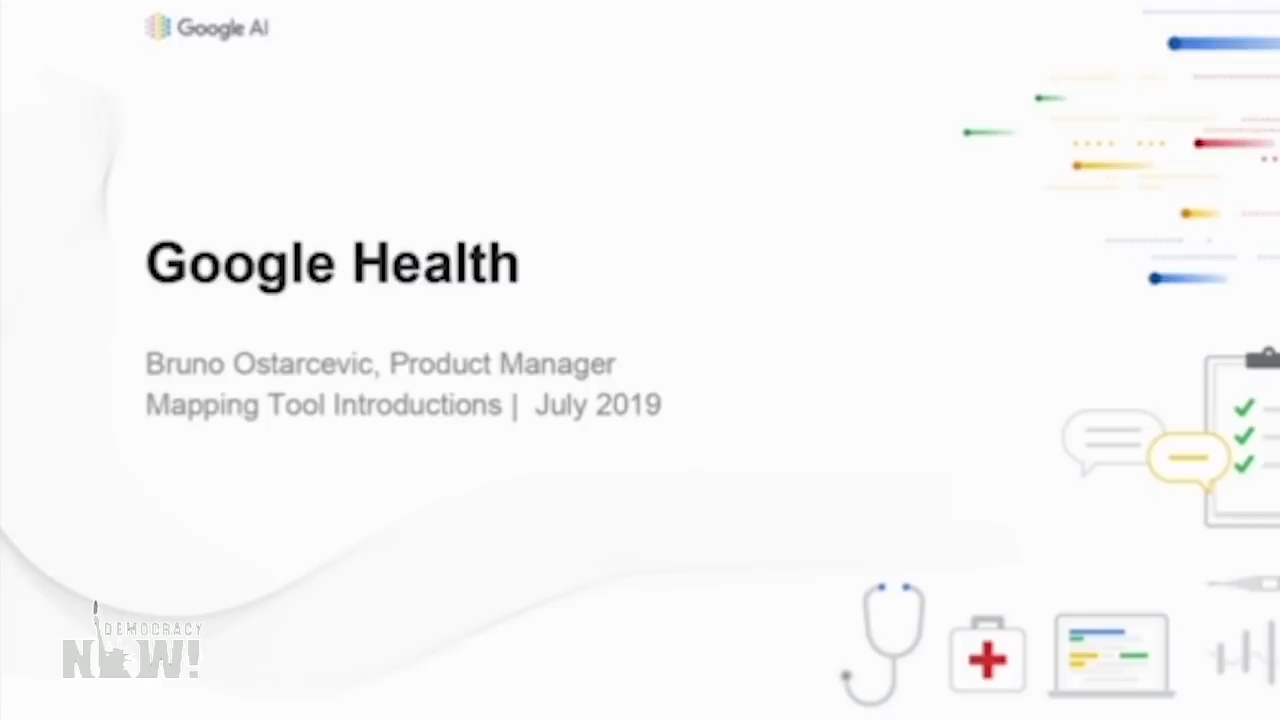 Google AI
Google Health
Bruno Ostarcevic, Product Manager
Mapping Tool Introductions | July 2019
DEMOCRACY
NOW!